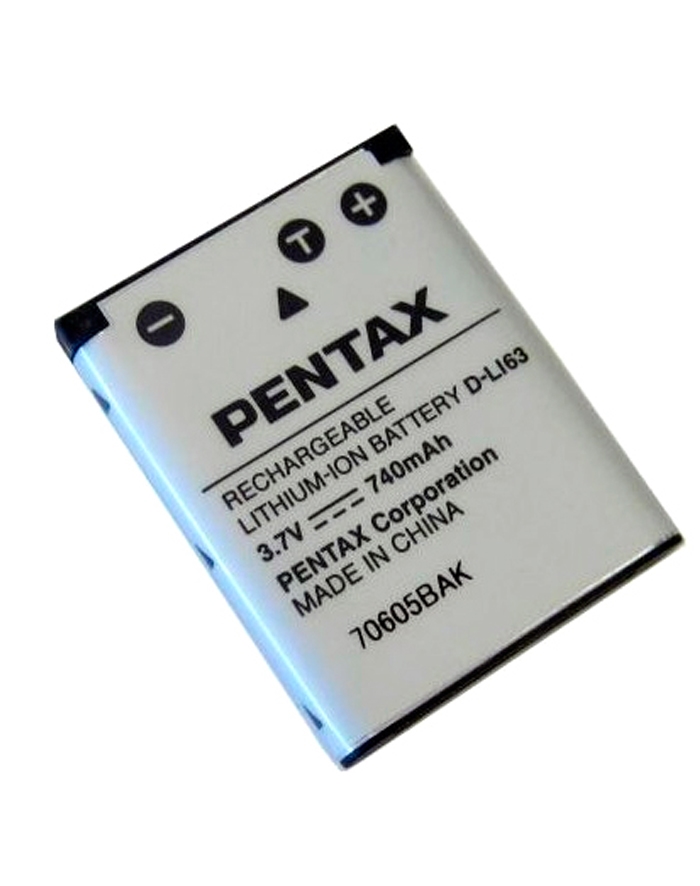 − T +
PENTAX
RECHARGEABLE
LITHIUM-ION BATTERY D-LI63
3.7V 740mAh
PENTAX Corporation
MADE IN CHINA
70605BAK